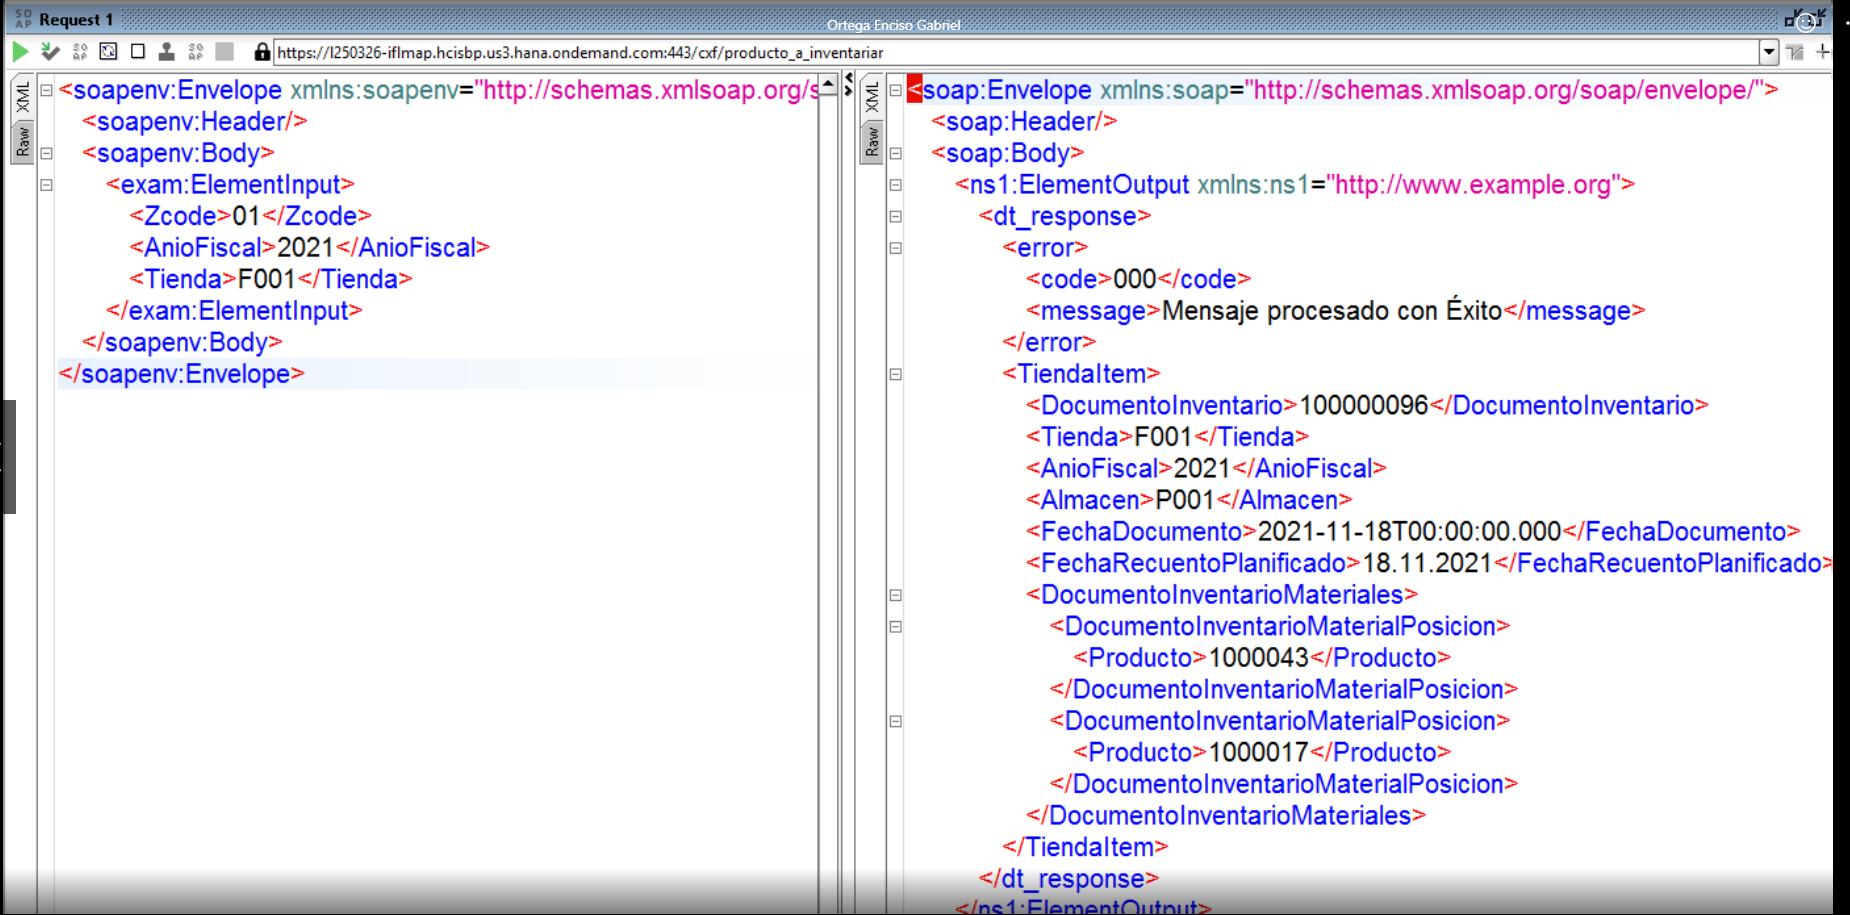 SO
AP
Request 1
Ortega Enciso Gabriel
https://l250326-iflmap.hcisbp.us3.hana.ondemand.com:443/cxf/producto_a_inventariar
XML
Raw
<soapenv:Envelope xmlns:soapenv="http://schemas.xmlsoap.org/s
<soapenv:Header/>
<soapenv:Body>
<exam:ElementInput>
<Zcode>01</Zcode>
<AnioFiscal>2021</AnioFiscal>
<Tienda>F001</Tienda>
</exam:ElementInput>
</soapenv:Body>
</soapenv:Envelope>
XML
Raw
<soap:Envelope xmlns:soap="http://schemas.xmlsoap.org/soap/envelope/">
<soap:Header/>
<soap:Body>
<ns1:ElementOutput xmlns:ns1="http://www.example.org">
<dt_response>
<error>
<code>000</code>
<message>Mensaje procesado con Éxito</message>
</error>
<TiendaItem>
<DocumentoInventario>100000096</DocumentoInventario>
<Tienda>F001</Tienda>
<AnioFiscal>2021</AnioFiscal>
<Almacen>P001</Almacen>
<FechaDocumento>2021-11-18T00:00:00.000</FechaDocumento>
<FechaRecuentoPlanificado>18.11.2021</FechaRecuentoPlanificado>
<DocumentoInventarioMateriales>
<DocumentoInventarioMaterialPosicion>
<Producto>1000043</Producto>
</DocumentoInventarioMaterialPosicion>
<DocumentoInventarioMaterialPosicion>
<Producto>1000017</Producto>
</DocumentoInventarioMaterialPosicion>
</DocumentoInventarioMateriales>
</TiendaItem>
</dt_response>
</ns1:ElementOutput>